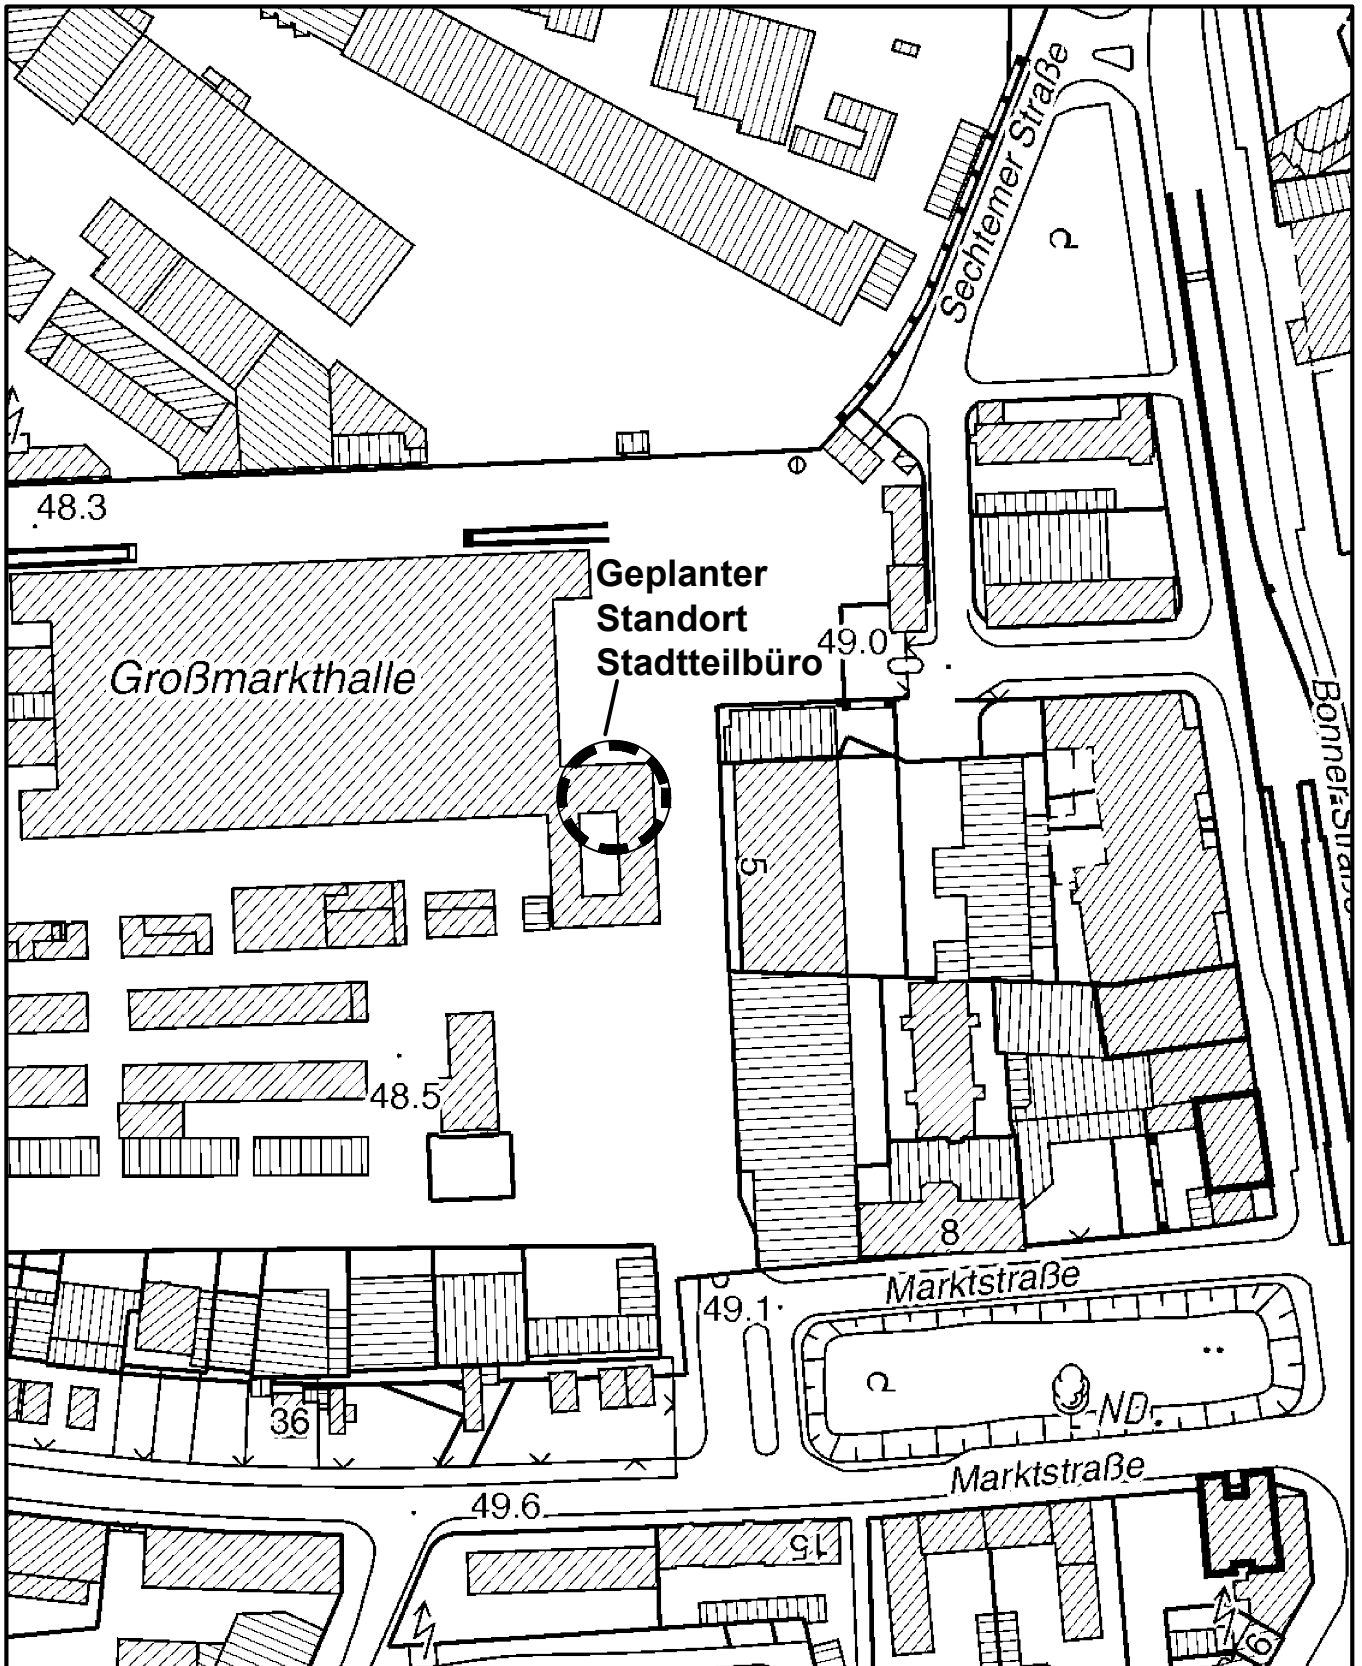 Sechtemer Straße
48.3
Geplanter
Standort
Stadtteilbüro
49.0
Großmarkthalle
Bonner Straße
5
48.5
8
Marktstraße
49.1
ND.
36
Marktstraße
49.6
15
9